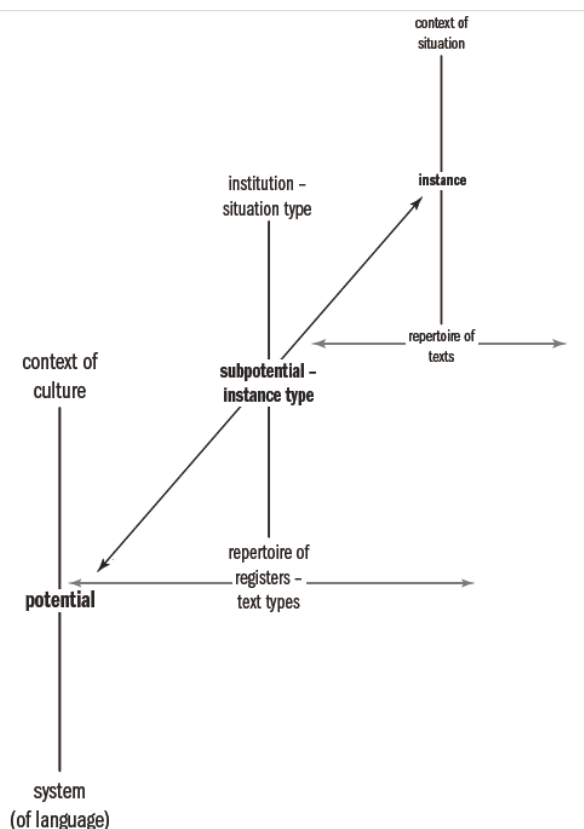 context of
situation
instance
institution –
situation type
repertoire of
texts
context of
culture
subpotential –
instance type
repertoire of
registers –
text types
potential
system
(of language)